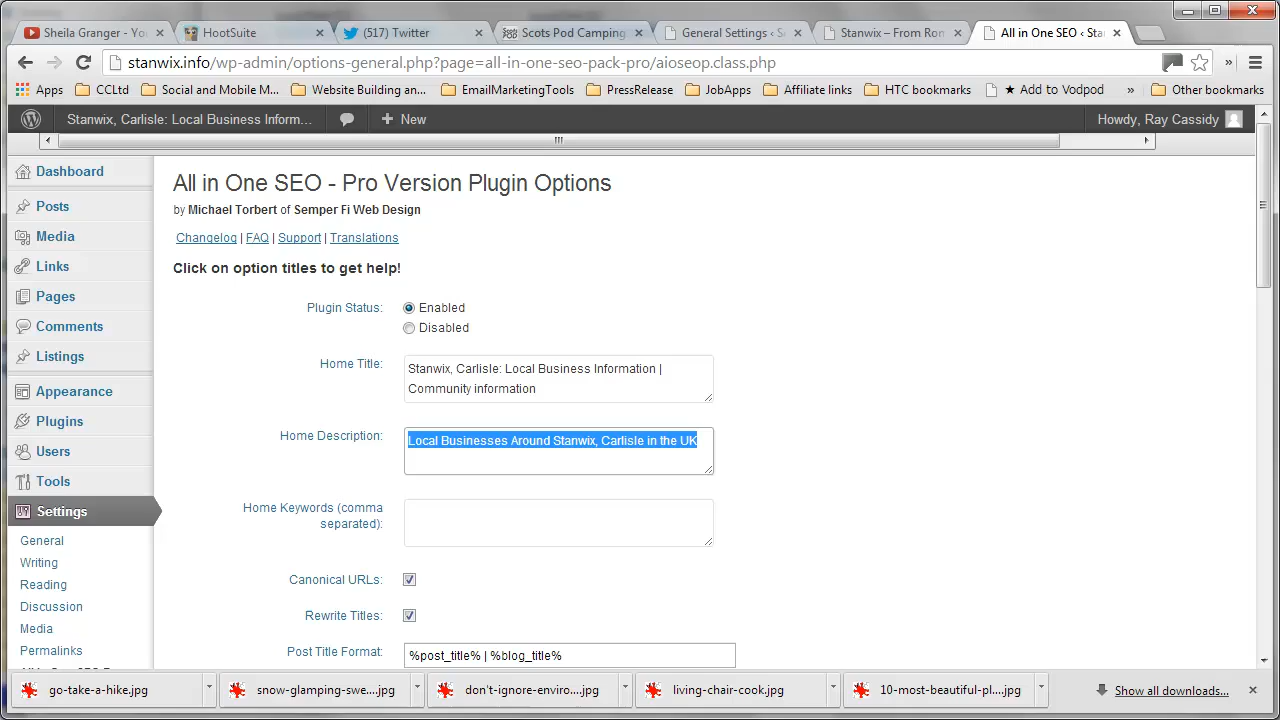 Sheila Granger - Yo
HootSuite
(517) Twitter
Scots Pod Camping
General Settings ‹ S
Stanwix – From Ron
All in One SEO ‹ Sta
stanwix.info/wp-admin/options-general.php?page=all-in-one-seo-pack-pro/aioseop.class.php
Apps
CCLtd
Social and Mobile M...
Website Building an...
EmailMarketingTools
PressRelease
JobApps
Affiliate links
HTC bookmarks
★ Add to Vodpod
»
Other bookmarks
Stanwix, Carlisle: Local Business Inform...
+ New
Howdy, Ray Cassidy
Dashboard
Posts
Media
Links
Pages
Comments
Listings
Appearance
Plugins
Users
Tools
Settings
General
Writing
Reading
Discussion
Media
Permalinks
All in One SEO - Pro Version Plugin Options
by Michael Torbert of Semper Fi Web Design
Changelog | FAQ | Support | Translations
Click on option titles to get help!
Plugin Status:
Enabled
Disabled
Home Title:
Stanwix, Carlisle: Local Business Information |
Community information
Home Description:
Local Businesses Around Stanwix, Carlisle in the UK
Home Keywords (comma
separated):
Canonical URLs:
Rewrite Titles:
Post Title Format:
%post_title% | %blog_title%
go-take-a-hike.jpg
snow-glamping-swe....jpg
don't-ignore-enviro....jpg
living-chair-cook.jpg
10-most-beautiful-pl....jpg
Show all downloads...